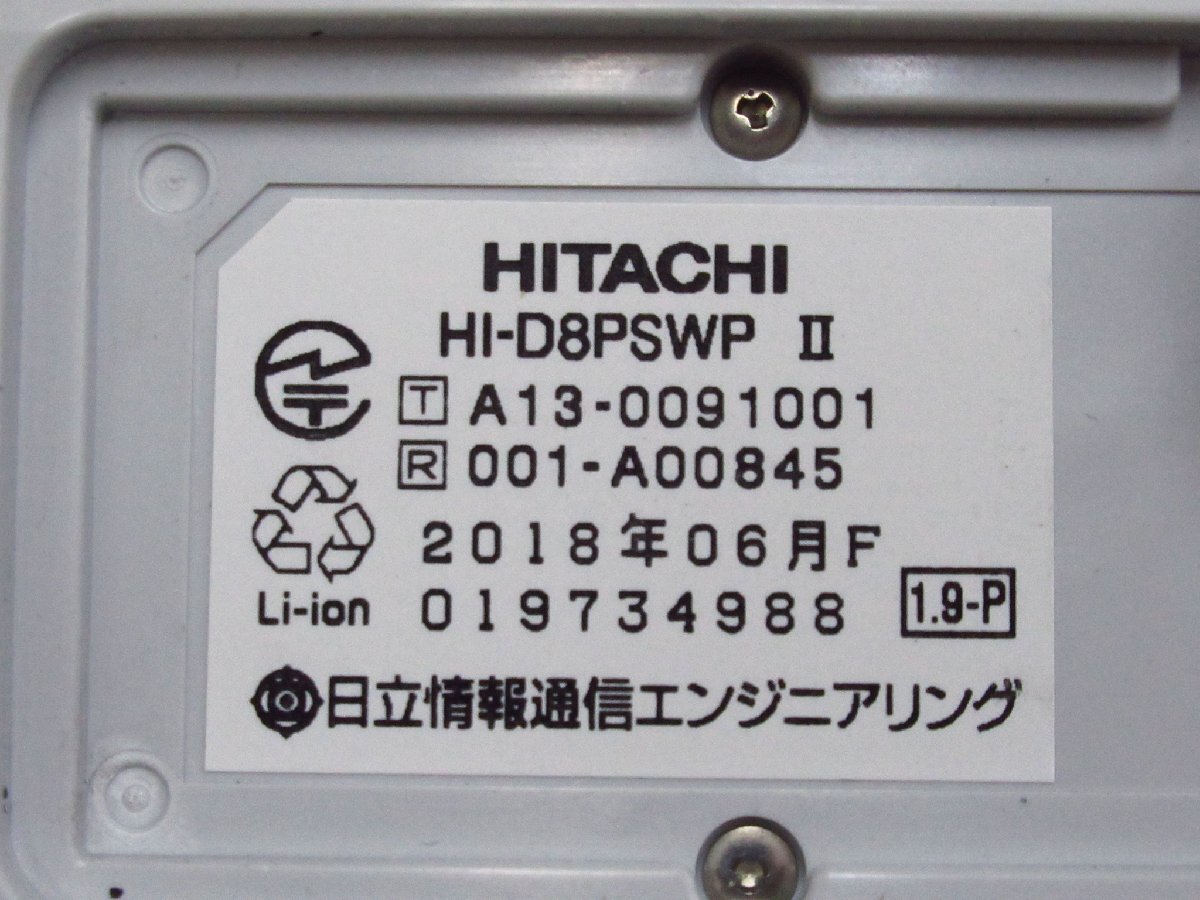 HITACHI
HI-D8PSWP II
T A13-0091001
R 001-A00845
2018年06月F
Li-ion 019734988 1.9-P
日立情報通信エンジニアリング